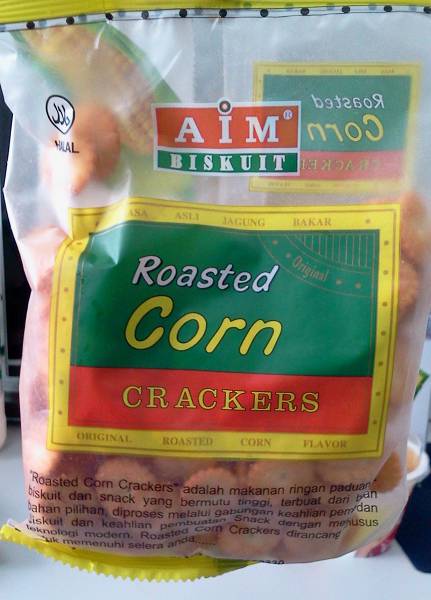 Roasted
Corn
CRACKERS
HALAL
AIM®
BISKUIT
RASA ASLI JAGUNG BAKAR
Roasted
Original
Corn
CRACKERS
ORIGINAL ROASTED CORN FLAVOR
"Roasted Corn Crackers" adalah makanan ringan paduan
biskuit dan snack yang bermutu tinggi, terbuat dari
bahan pilihan, diproses melalui gabungan keahlian
biskuit dan keahlian pembuatan Snack dengan
teknologi modern. Roasted Corn Crackers dirancang
memenuhi selera anda